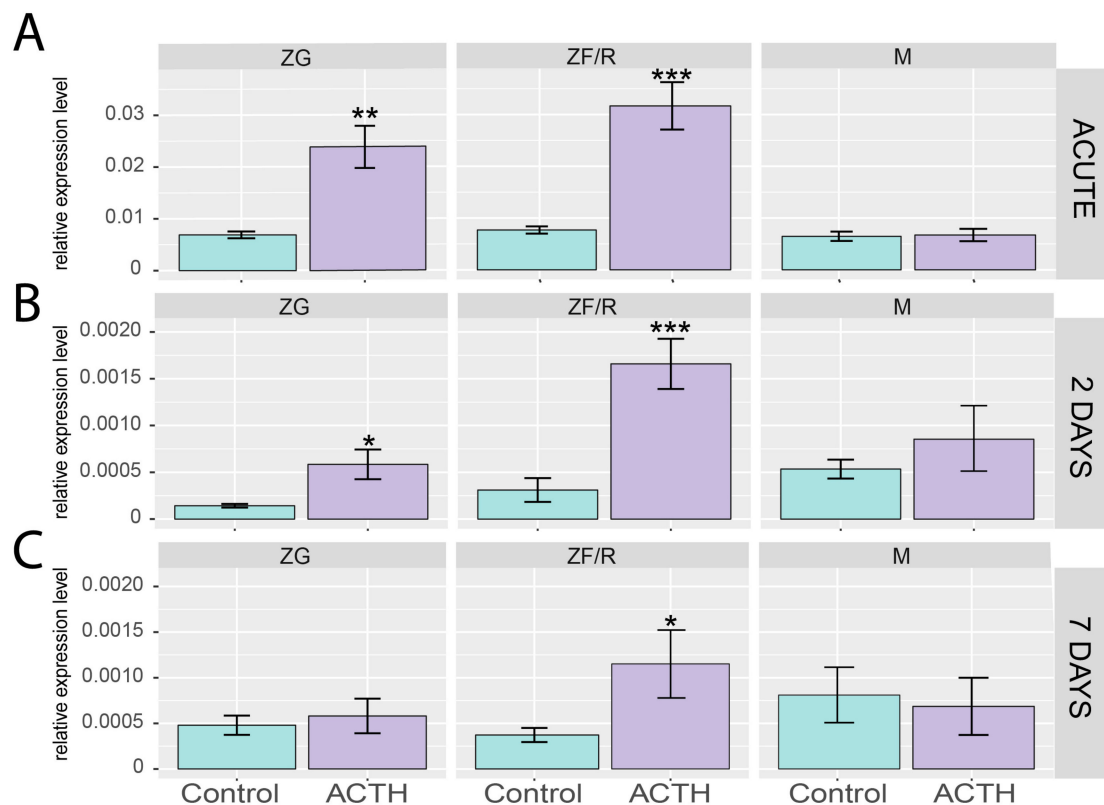 A
ZG ZF/R M
relative expression level
0.03
0.02
0.01
0
** ***
ACUTE
B
ZG ZF/R M
relative expression level
0.0020
0.0015
0.0010
0.0005
0
* ***
2 DAYS
C
ZG ZF/R M
relative expression level
0.0020
0.0015
0.0010
0.0005
0
*
7 DAYS
Control ACTH Control ACTH Control ACTH